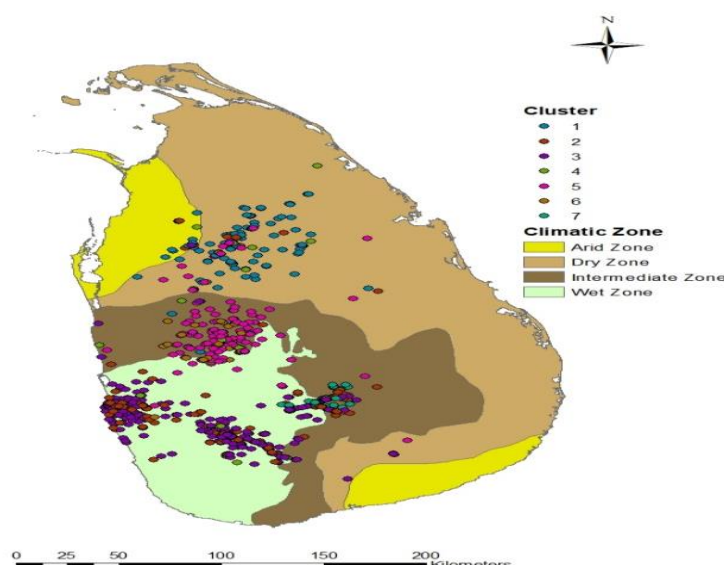 N
Cluster
1
2
3
4
5
6
7
Climatic Zone
Arid Zone
Dry Zone
Intermediate Zone
Wet Zone
0 25 50 100 150 200
Kilometers